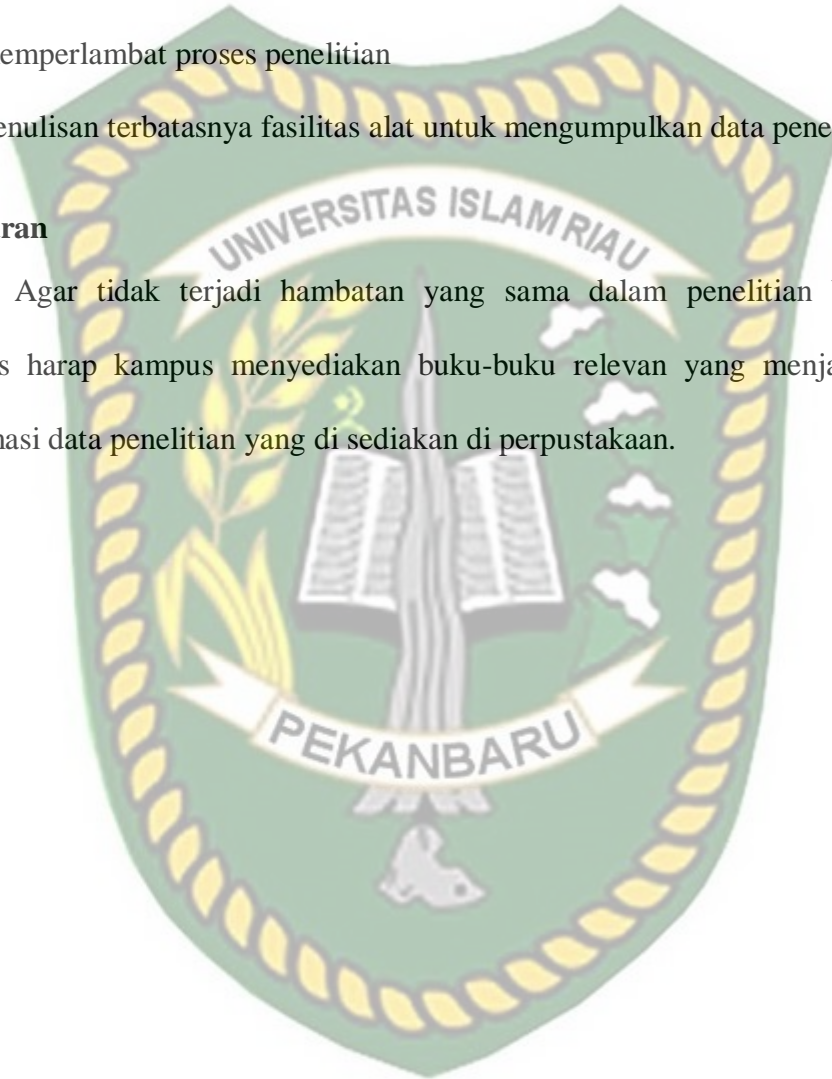 emperlambat proses penelitian
enulisan terbatasnya fasilitas alat untuk mengumpulkan data pene
ran
UNIVERSITAS ISLAM RIAU
Agar tidak terjadi hambatan yang sama dalam penelitian
s harap kampus menyediakan buku-buku relevan yang menja
nasi data penelitian yang di sediakan di perpustakaan.
PEKANBARU